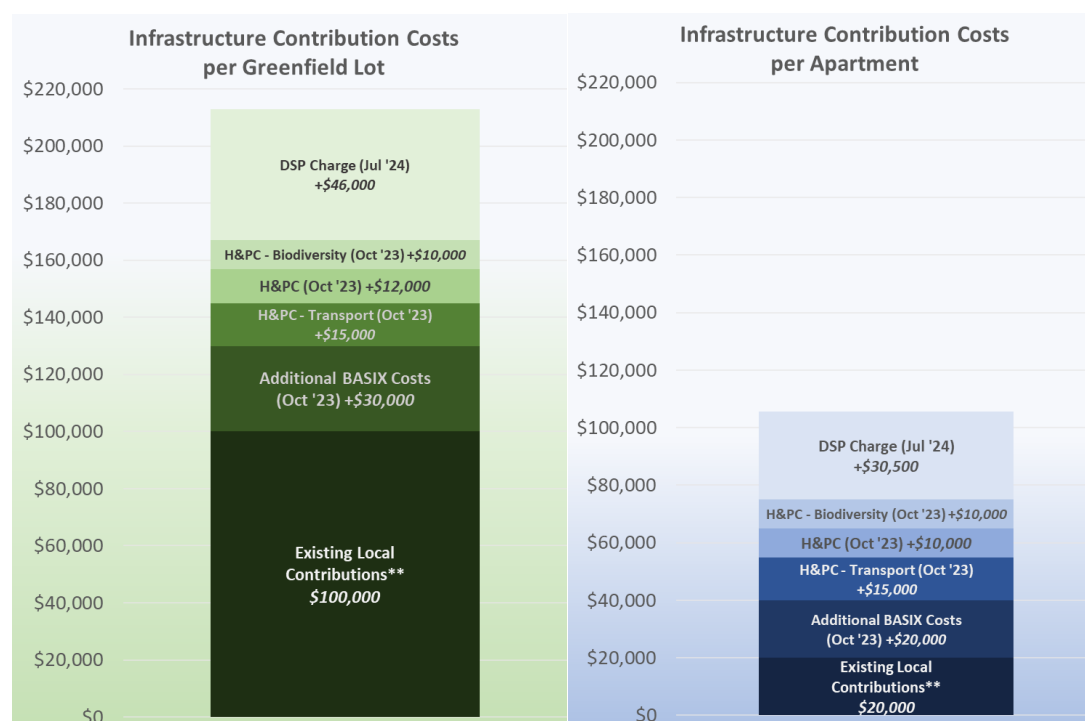 Infrastructure Contribution Costs
per Greenfield Lot
$220,000
$200,000
$180,000
$160,000
$140,000
$120,000
$100,000
$80,000
$60,000
$40,000
$20,000
$0
DSP Charge (Jul '24)
+$46,000
H&PC - Biodiversity (Oct '23) +$10,000
H&PC (Oct '23) +$12,000
H&PC - Transport (Oct '23)
+$15,000
Additional BASIX Costs
(Oct '23) +$30,000
Existing Local
Contributions**
$100,000
Infrastructure Contribution Costs
per Apartment
$220,000
$200,000
$180,000
$160,000
$140,000
$120,000
$100,000
$80,000
$60,000
$40,000
$20,000
$0
DSP Charge (Jul '24)
+$30,500
H&PC - Biodiversity (Oct '23) +$10,000
H&PC (Oct '23) +$10,000
H&PC - Transport (Oct '23)
+$15,000
Additional BASIX Costs
(Oct '23) +$20,000
Existing Local
Contributions**
$20,000